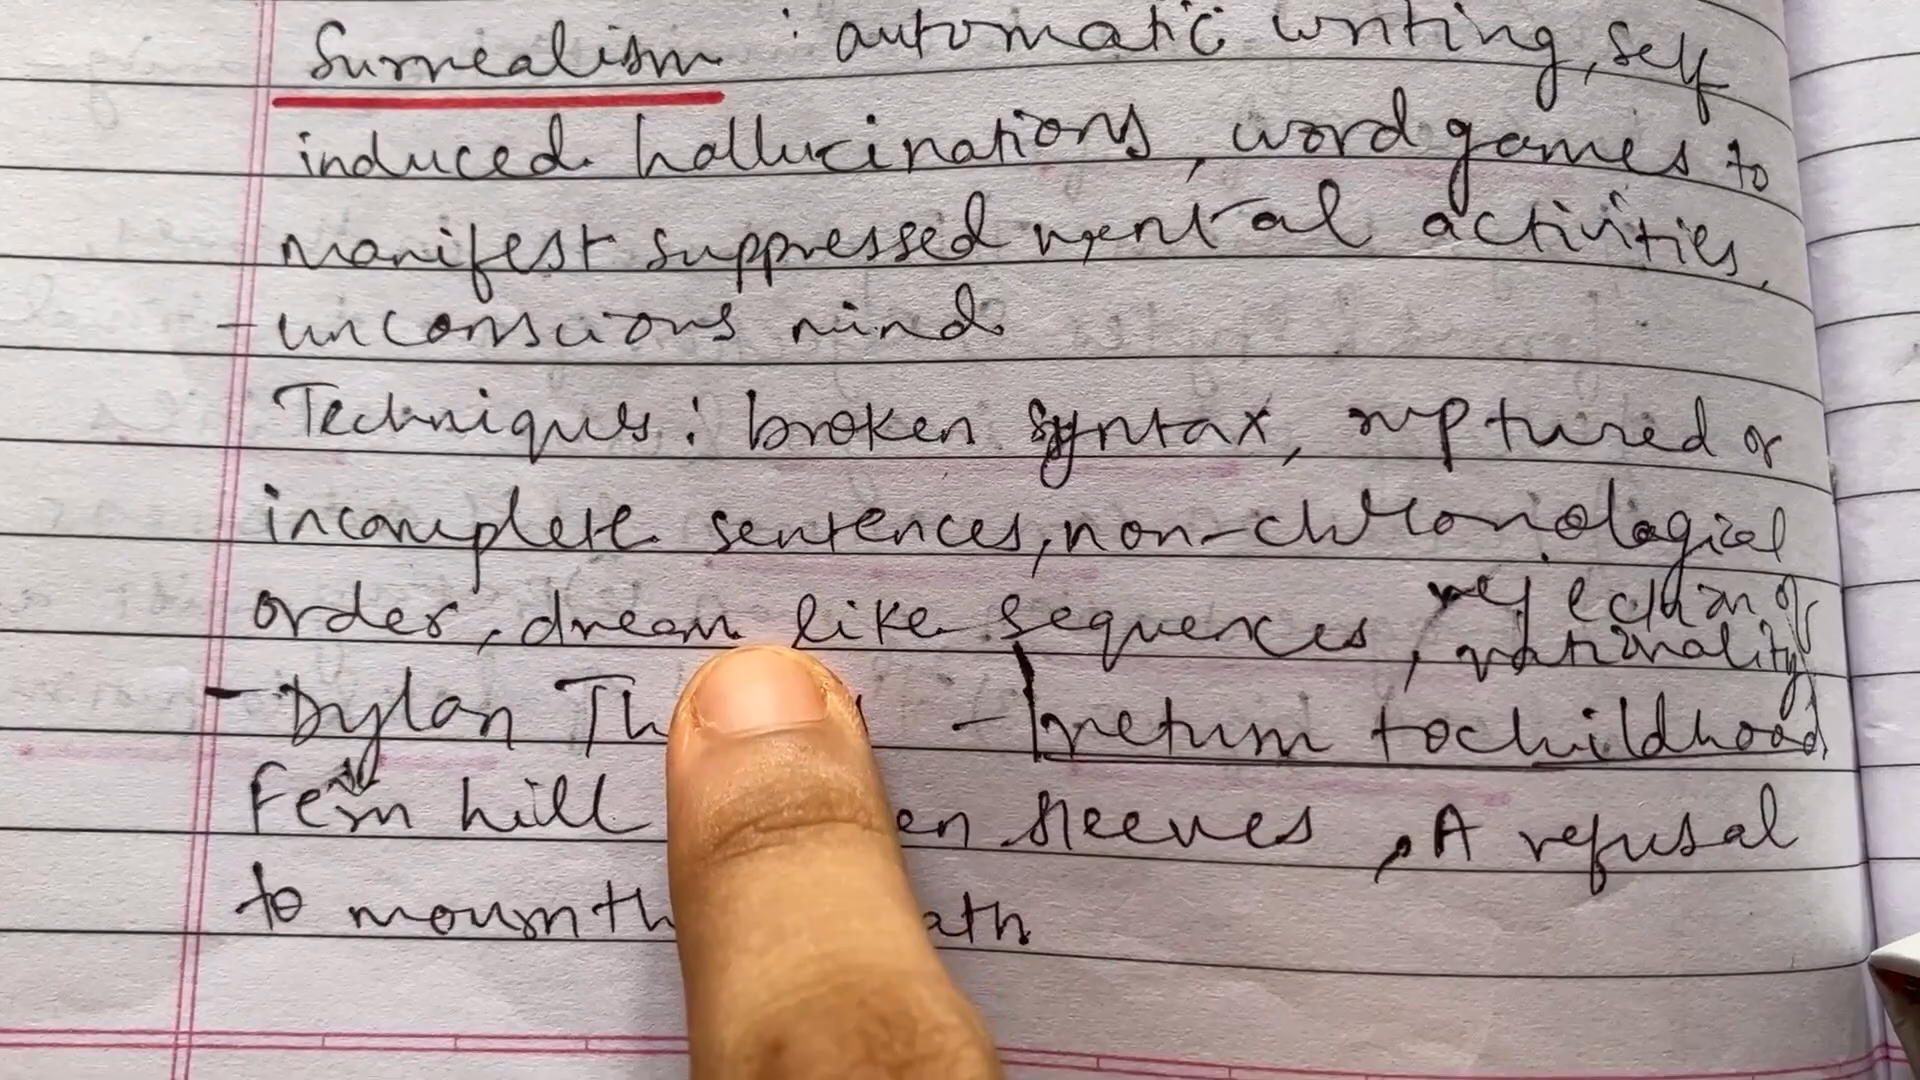 Surrealism : automatic writing, self
induced hallucinations, word games to
manifest suppressed mental activities,
- unconscious mind
Techniques : broken syntax, ruptured or
incomplete sentences, non-chronological
order, dream like sequences, rejection of
rationality
- Dylan Th - return to childhood
Fern hill en sleeves, A refusal
to mourn th ath